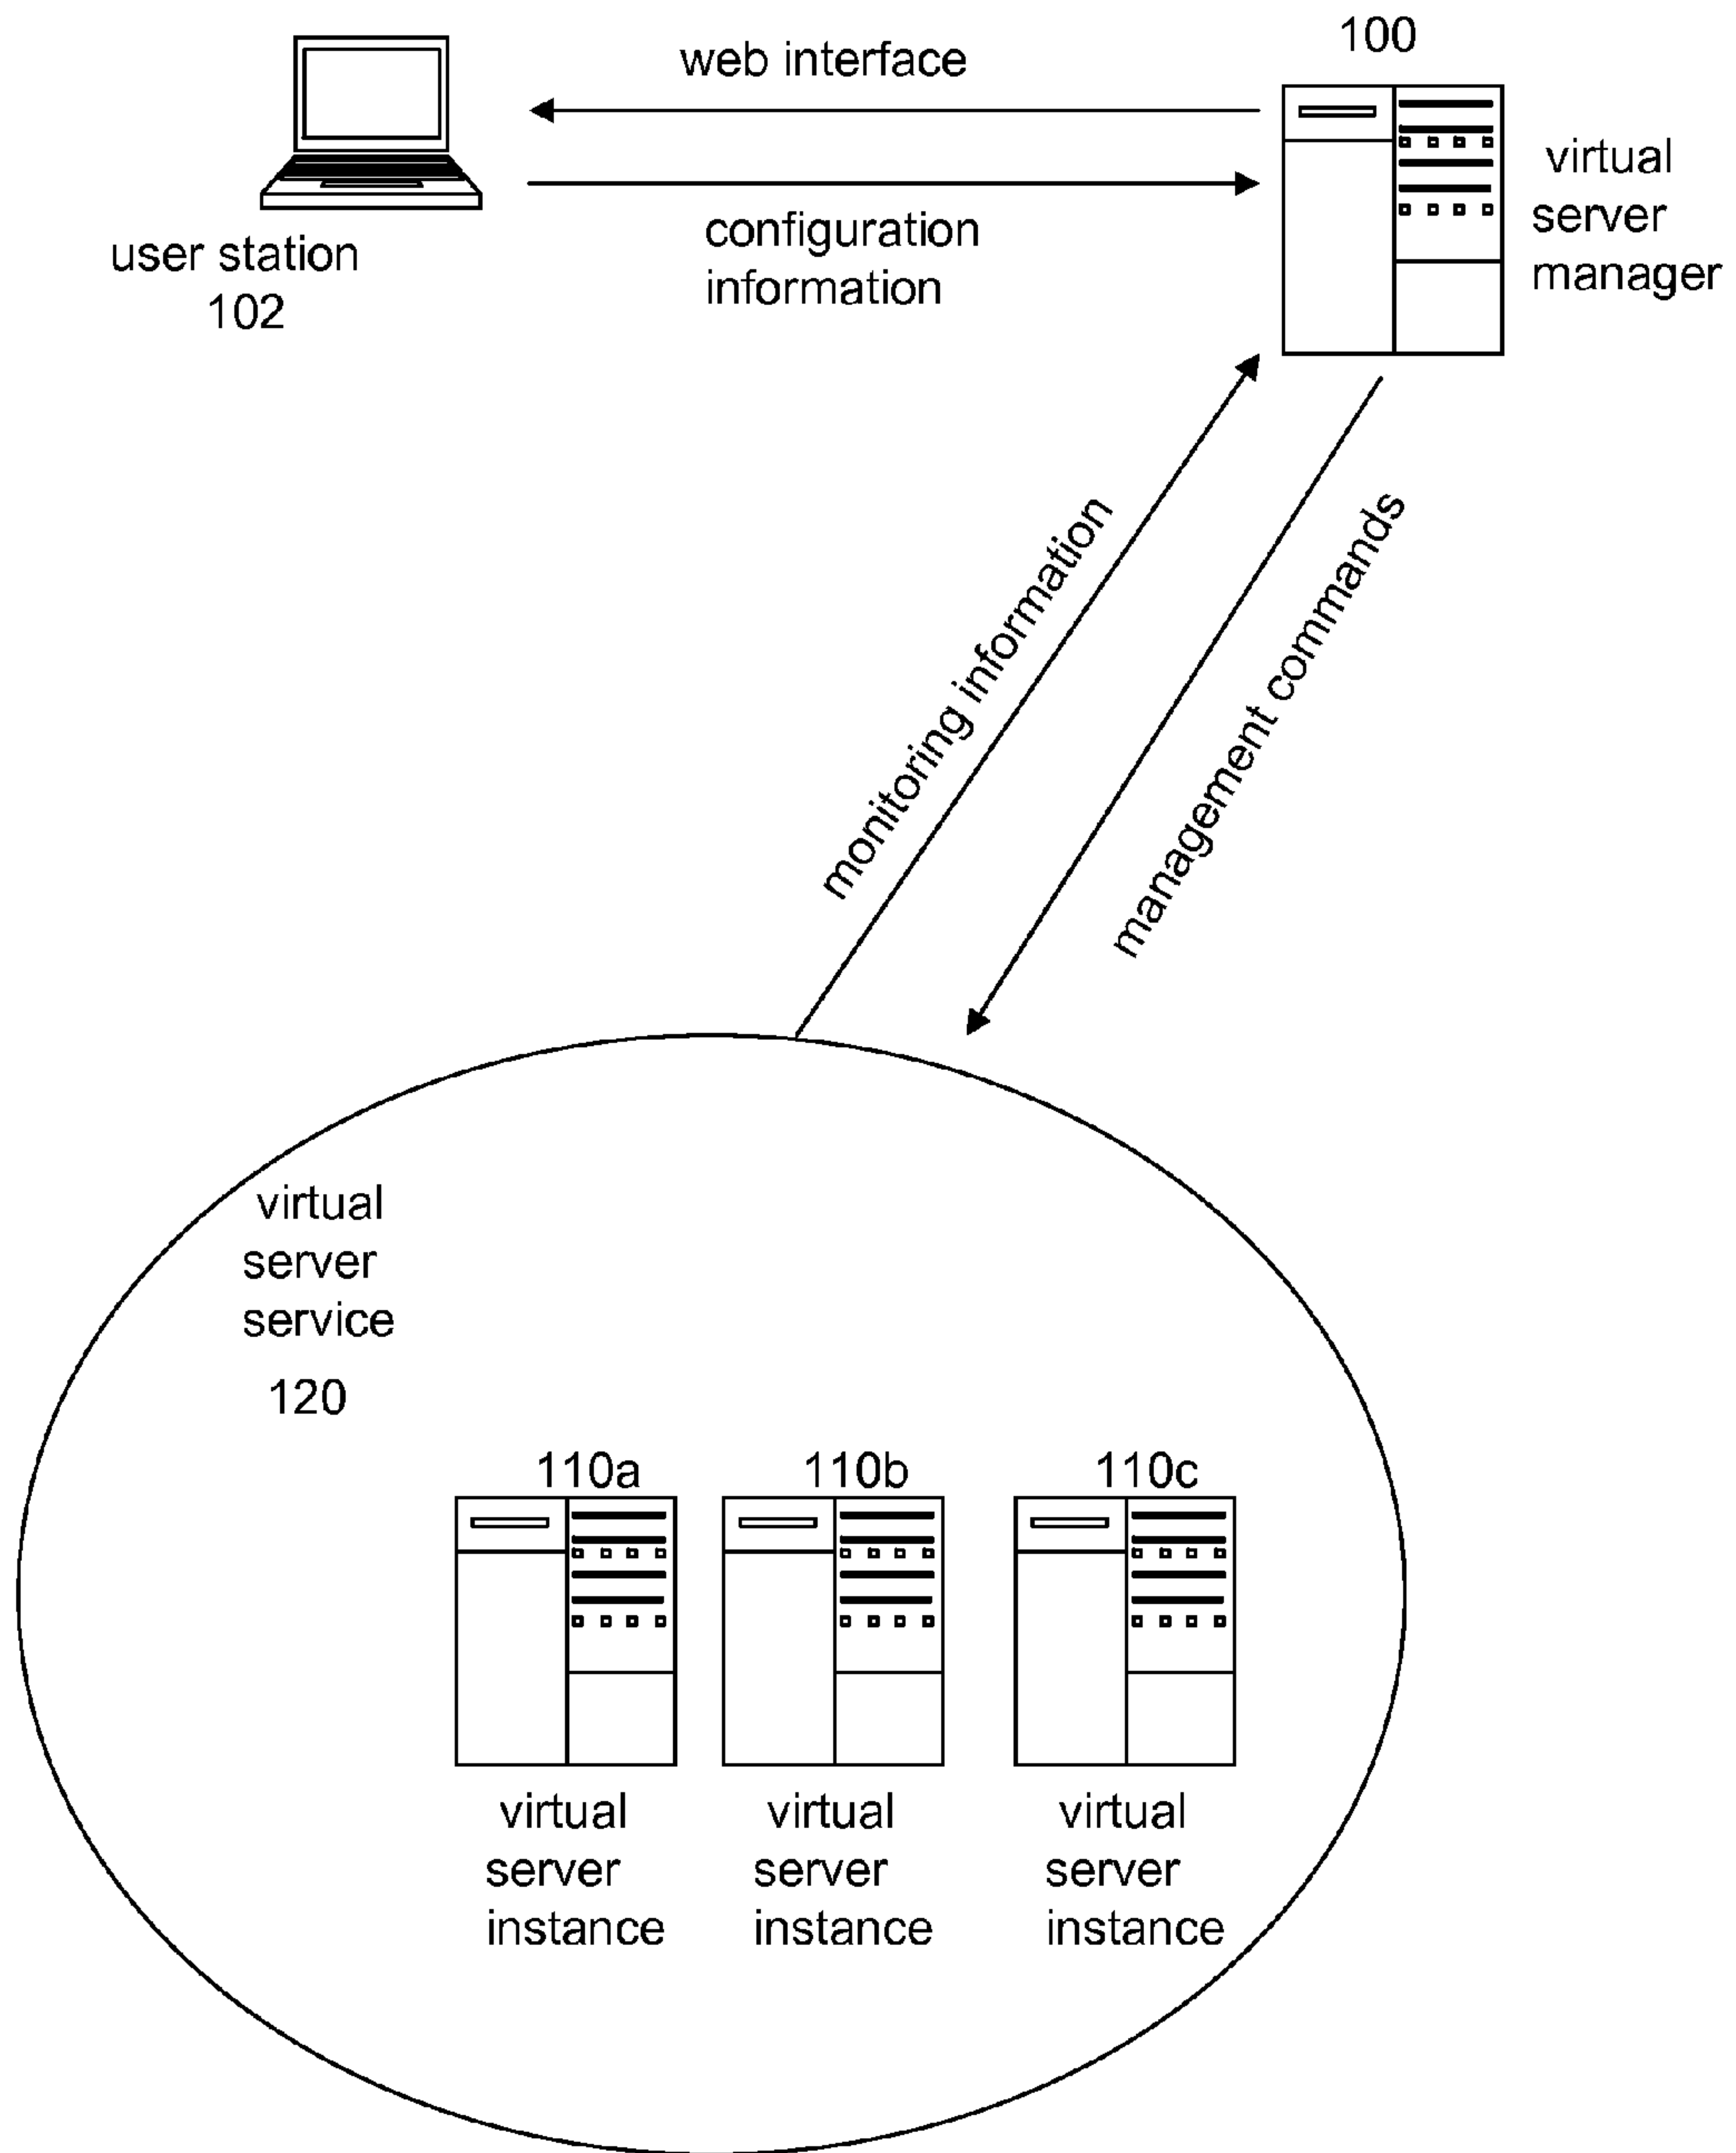 web interface
100
virtual
server
manager
configuration
information
user station
102
monitoring information
management commands
virtual
server
service
120
110a
110b
110c
virtual
server
instance
virtual
server
instance
virtual
server
instance